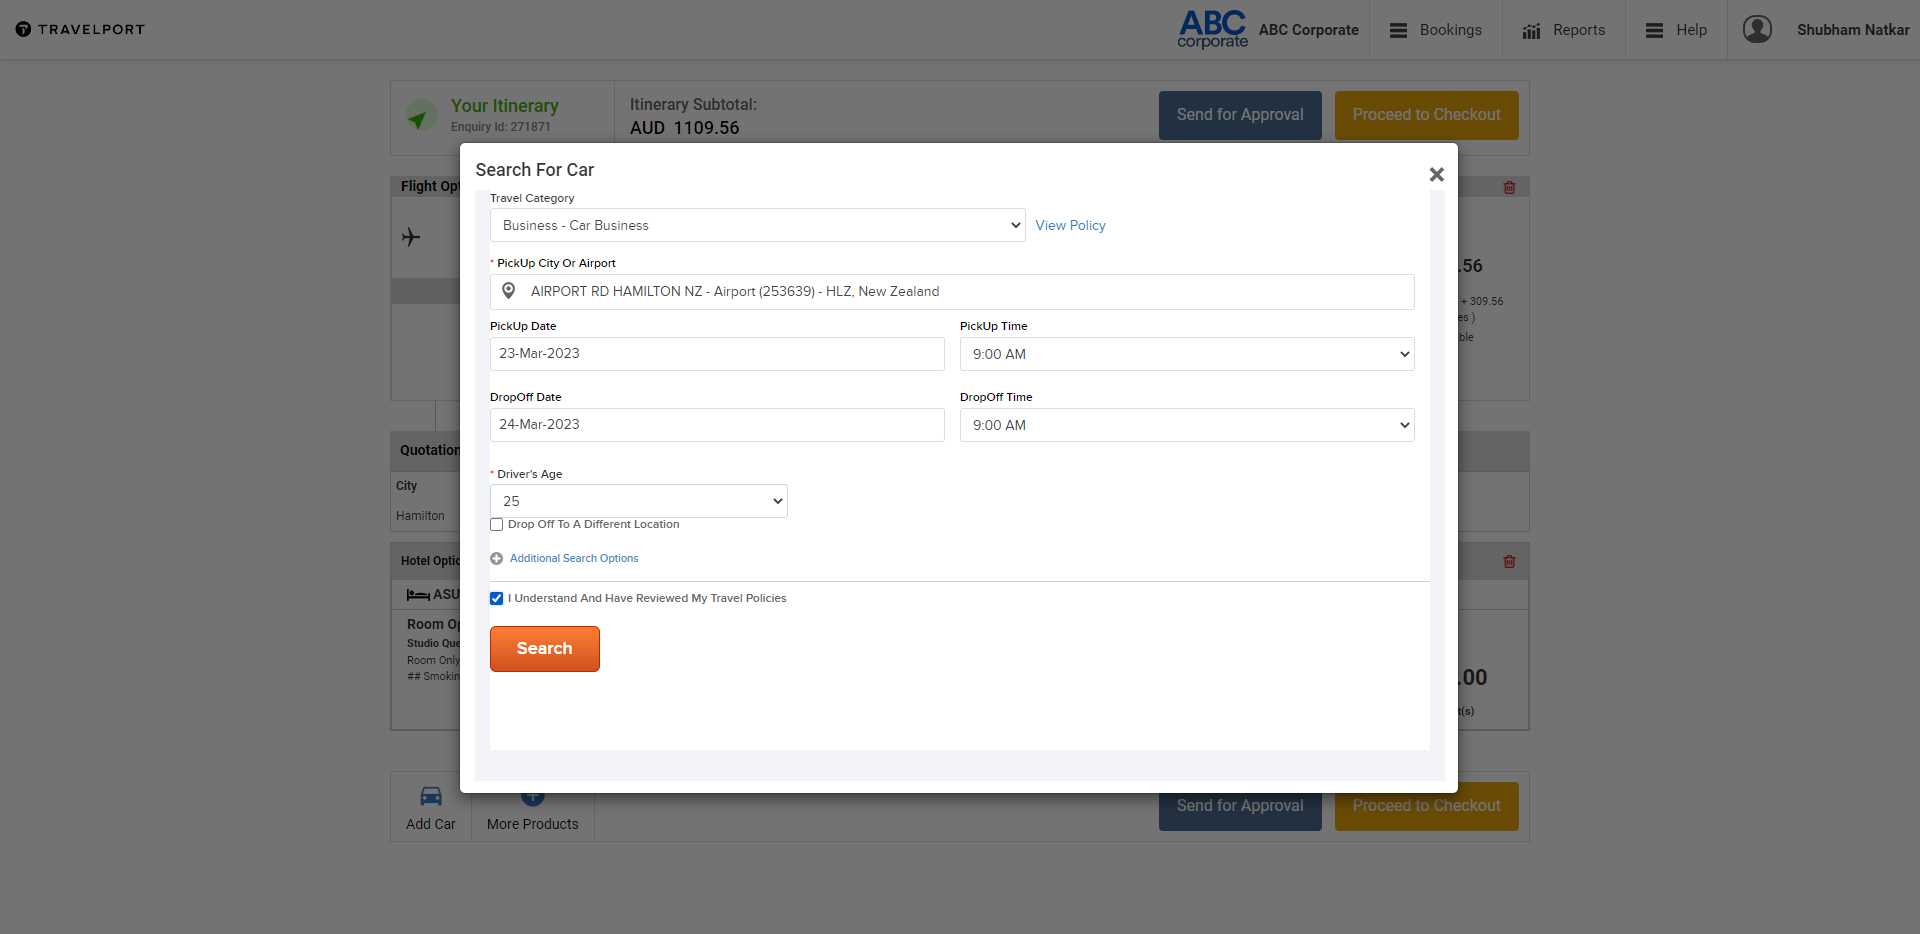 TRAVELPORT
ABC
corporate
ABC Corporate
Bookings
Reports
Help
Shubham Natkar
Your Itinerary
Enquiry Id: 271871
Itinerary Subtotal:
AUD 1109.56
Send for Approval
Proceed to Checkout
Flight Opt
Search For Car
Travel Category
Business - Car Business
View Policy
* PickUp City Or Airport
AIRPORT RD HAMILTON NZ - Airport (253639) - HLZ, New Zealand
.56
PickUp Date
PickUp Time
+ 309.56
es )
ble
23-Mar-2023
9:00 AM
DropOff Date
DropOff Time
24-Mar-2023
9:00 AM
Quotation
City
Hamilton
* Driver's Age
25
Drop Off To A Different Location
Additional Search Options
Hotel Optic
I Understand And Have Reviewed My Travel Policies
ASU
Room Op
Studio Que
Room Only
## Smokin
Search
.00
t(s)
Add Car
More Products
Send for Approval
Proceed to Checkout